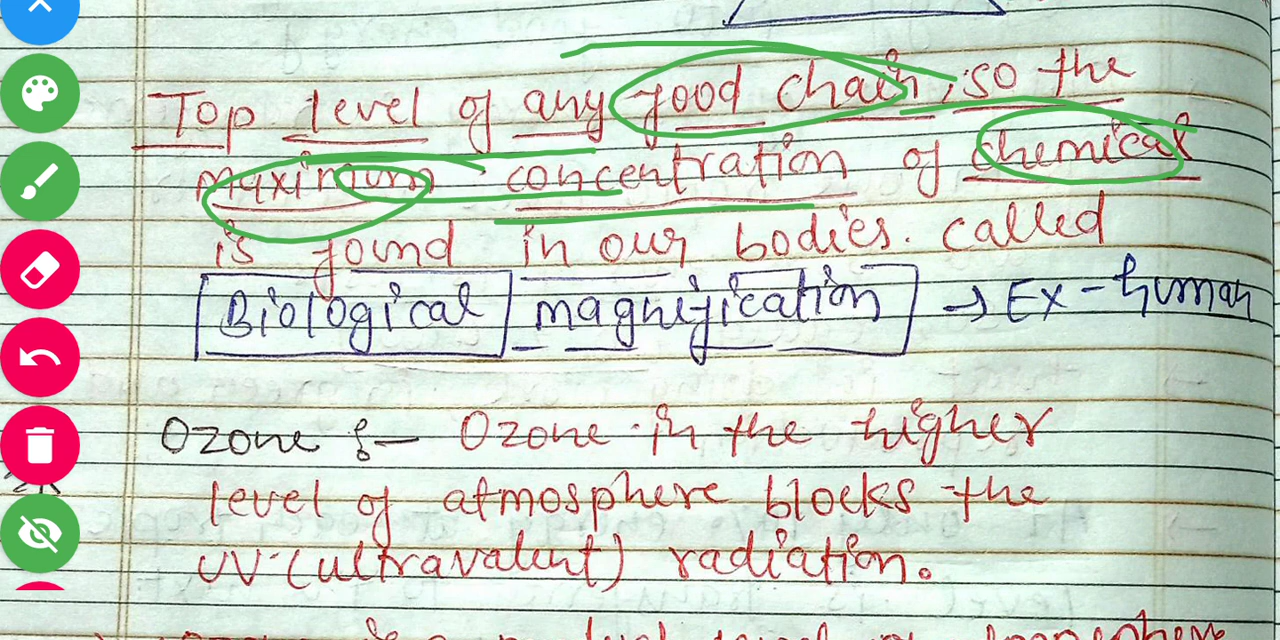 Top level of any food chain, so the
maximum concentration of chemical
is found in our bodies. called
Biological magnification → Ex - human
Ozone :- Ozone in the higher
level of atmosphere blocks the
UV (ultravalent) radiation.